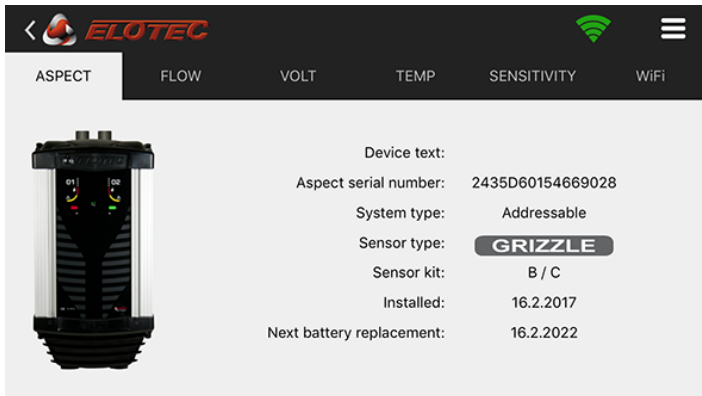 ELOTEC
ASPECT FLOW VOLT TEMP SENSITIVITY WiFi
ELOTEC
01 02
Device text:
Aspect serial number: 2435D60154669028
System type: Addressable
Sensor type: GRIZZLE
Sensor kit: B / C
Installed: 16.2.2017
Next battery replacement: 16.2.2022